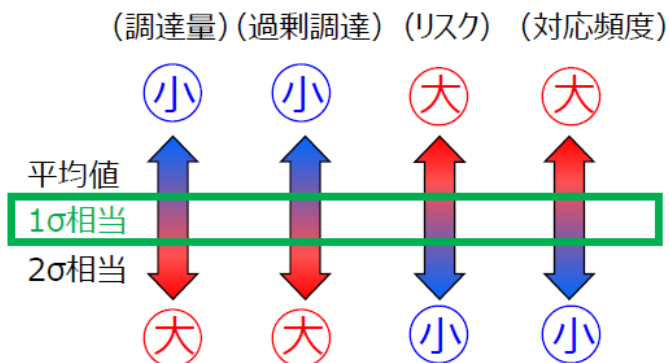 (調達量)(過剰調達) (リスク) (対応頻度)
小 小 大 大
平均値
1σ相当
2σ相当
大 大 小 小